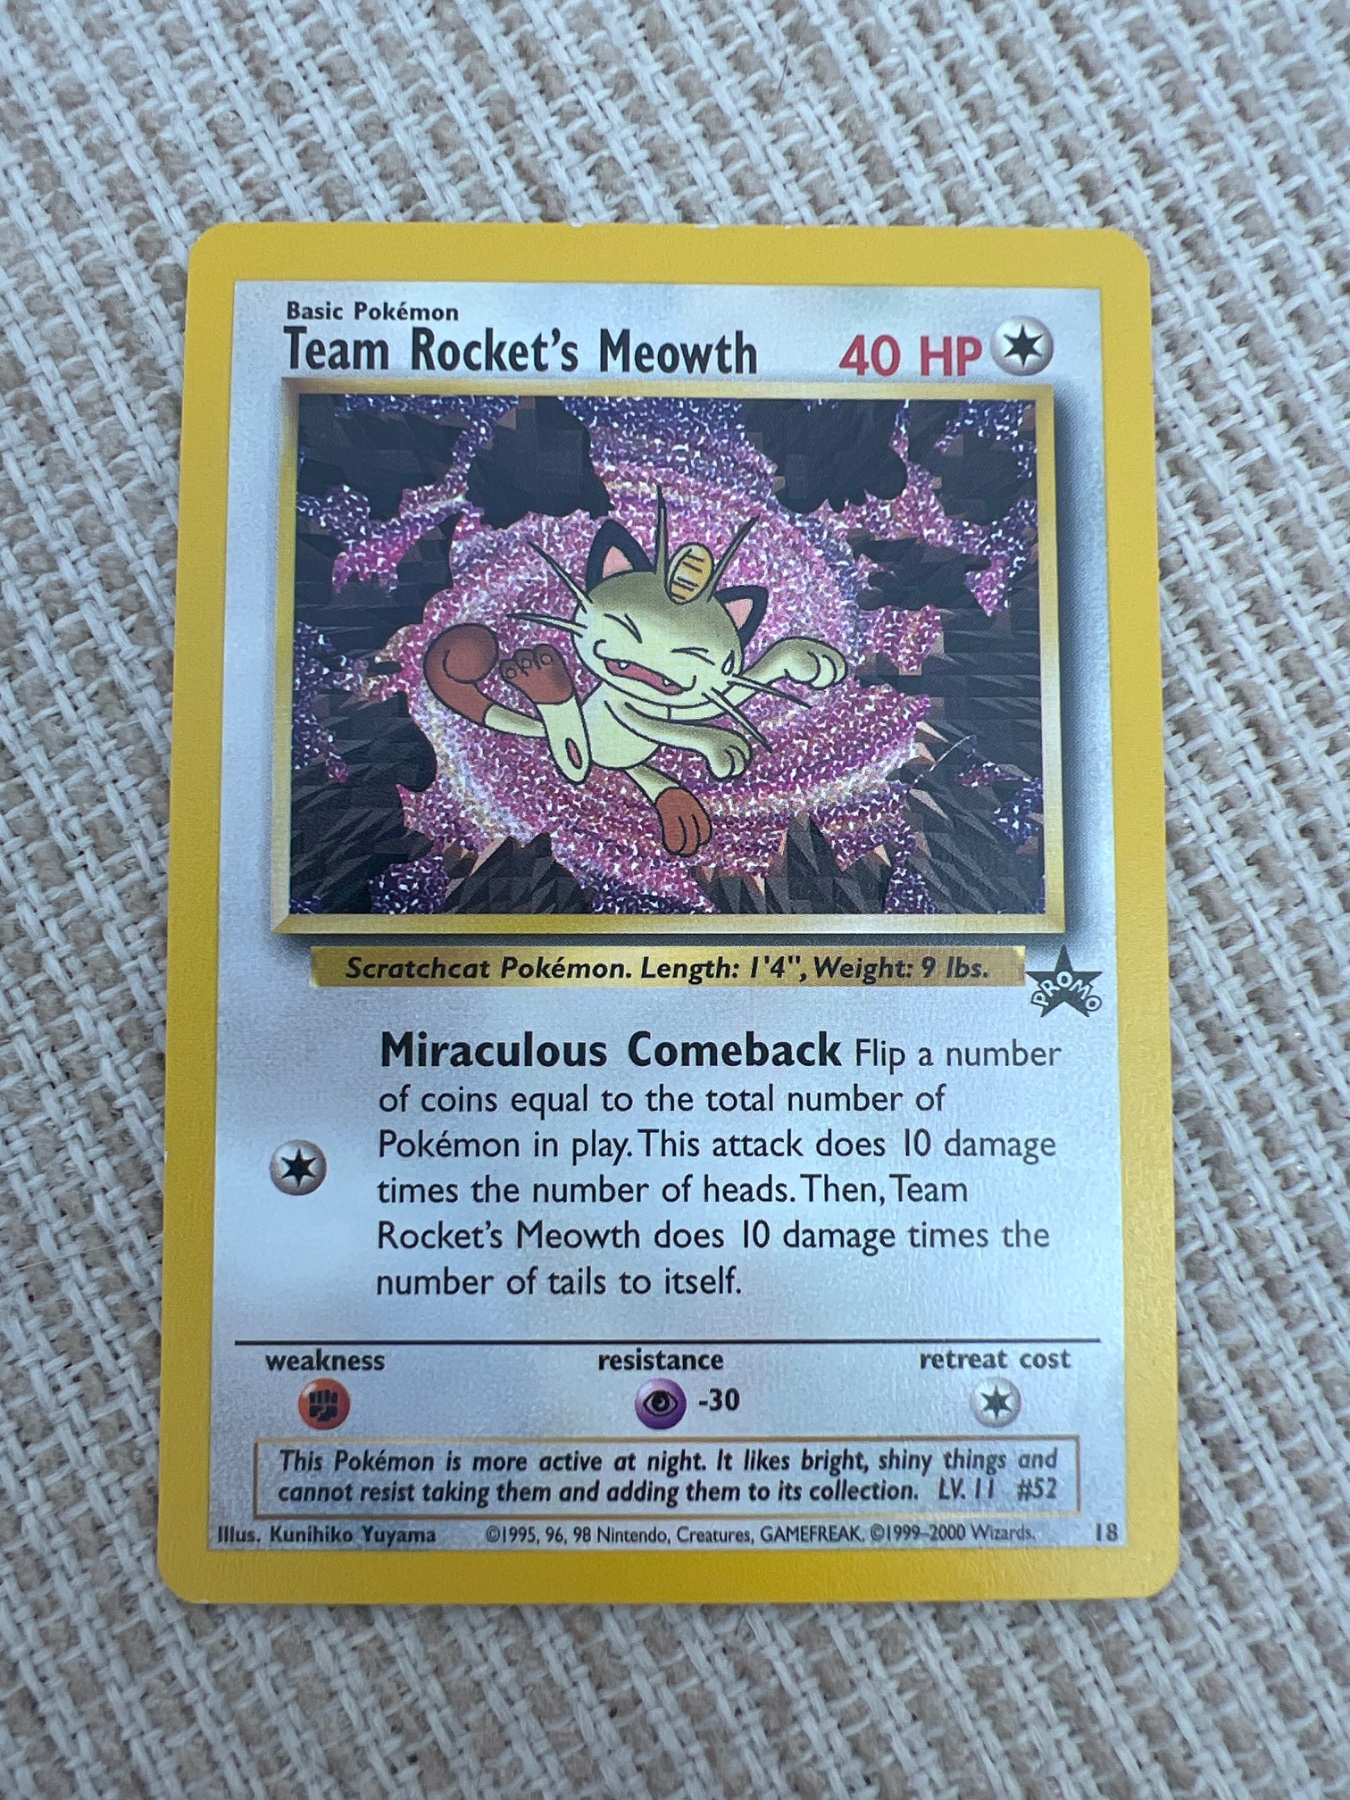 Basic Pokémon
Team Rocket's Meowth 40 HP
Scratchcat Pokémon. Length: 1'4", Weight: 9 lbs.
PROMO
Miraculous Comeback Flip a number
of coins equal to the total number of
Pokémon in play. This attack does 10 damage
times the number of heads. Then, Team
Rocket's Meowth does 10 damage times the
number of tails to itself.
weakness resistance retreat cost
-30
This Pokémon is more active at night. It likes bright, shiny things and
cannot resist taking them and adding them to its collection. LV. 11 #52
Illus. Kunihiko Yuyama ©1995, 96, 98 Nintendo, Creatures, GAMEFREAK. ©1999–2000 Wizards. 18